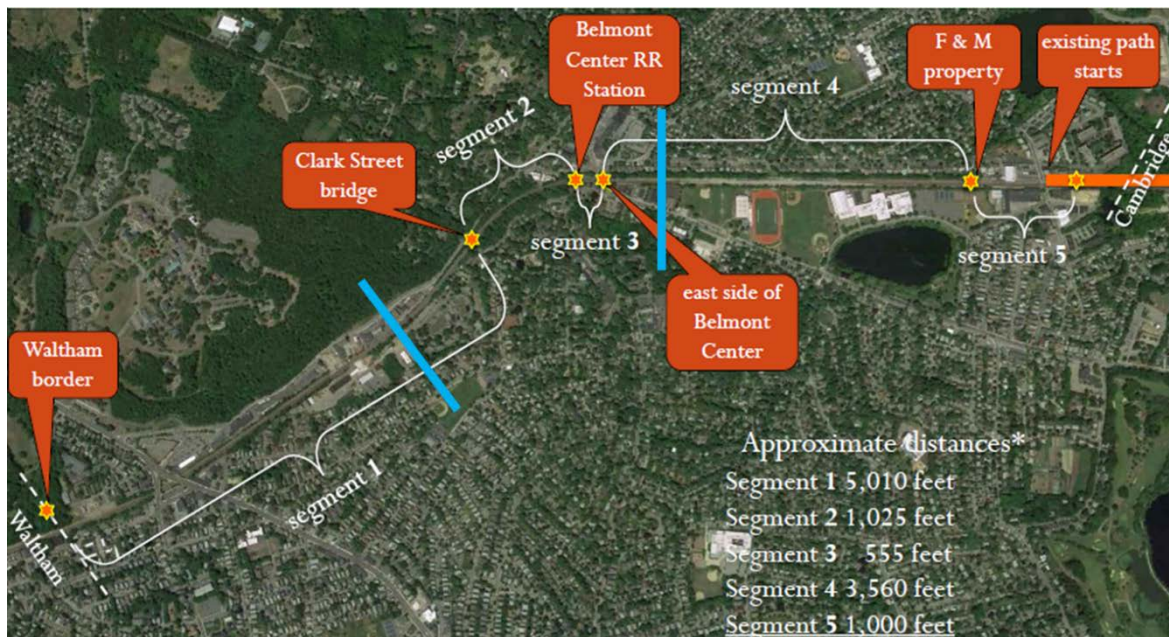 Belmont
Center RR
Station
F & M
property
existing path
starts
segment 4
segment 2
Clark Street
bridge
Cambridge
segment 3
segment 5
east side of
Belmont
Center
Waltham
border
segment 1
Waltham
Approximate distances*
Segment 1 5,010 feet
Segment 2 1,025 feet
Segment 3 555 feet
Segment 4 3,560 feet
Segment 5 1,000 feet